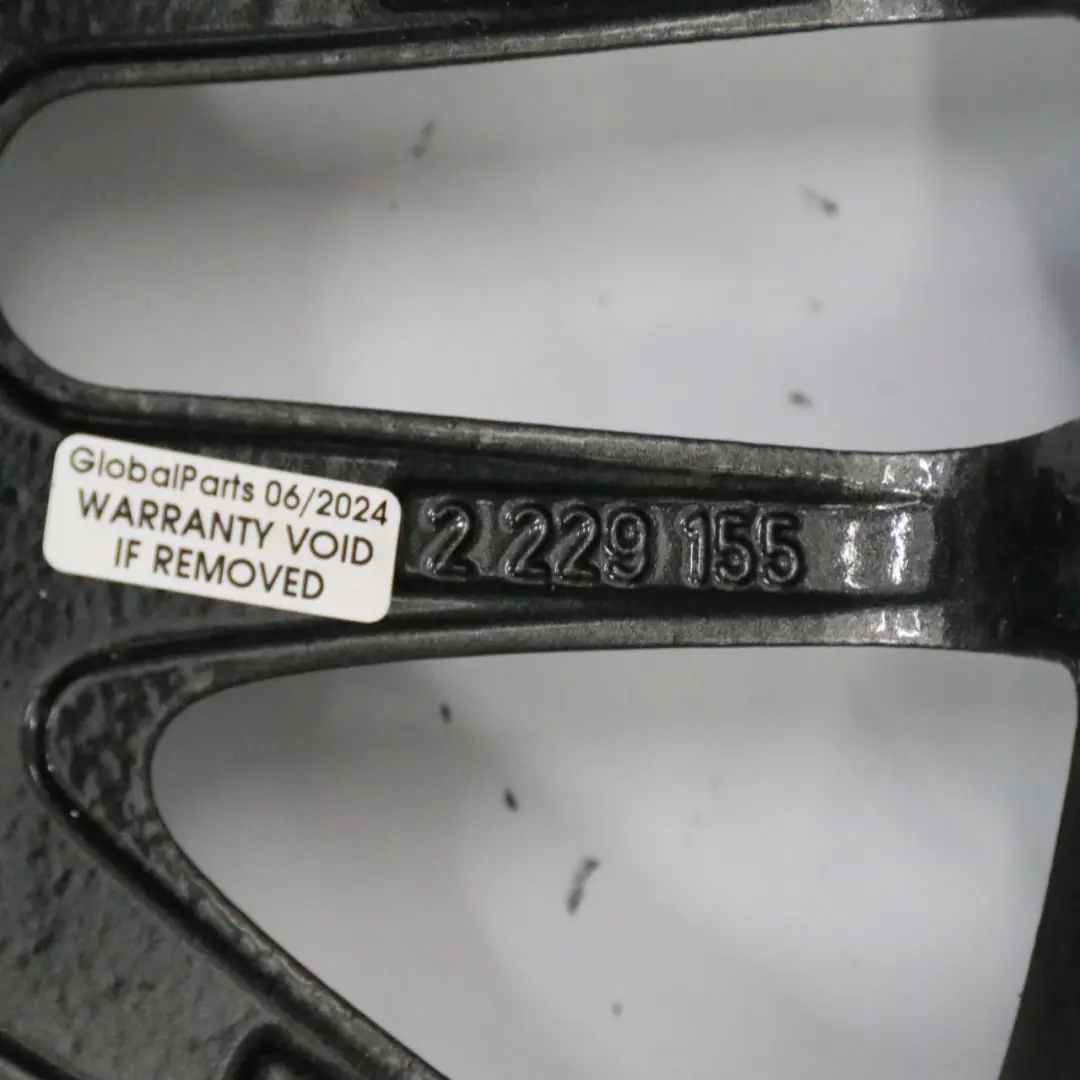 GlobalParts 06/2024
WARRANTY VOID
IF REMOVED
2 229 155